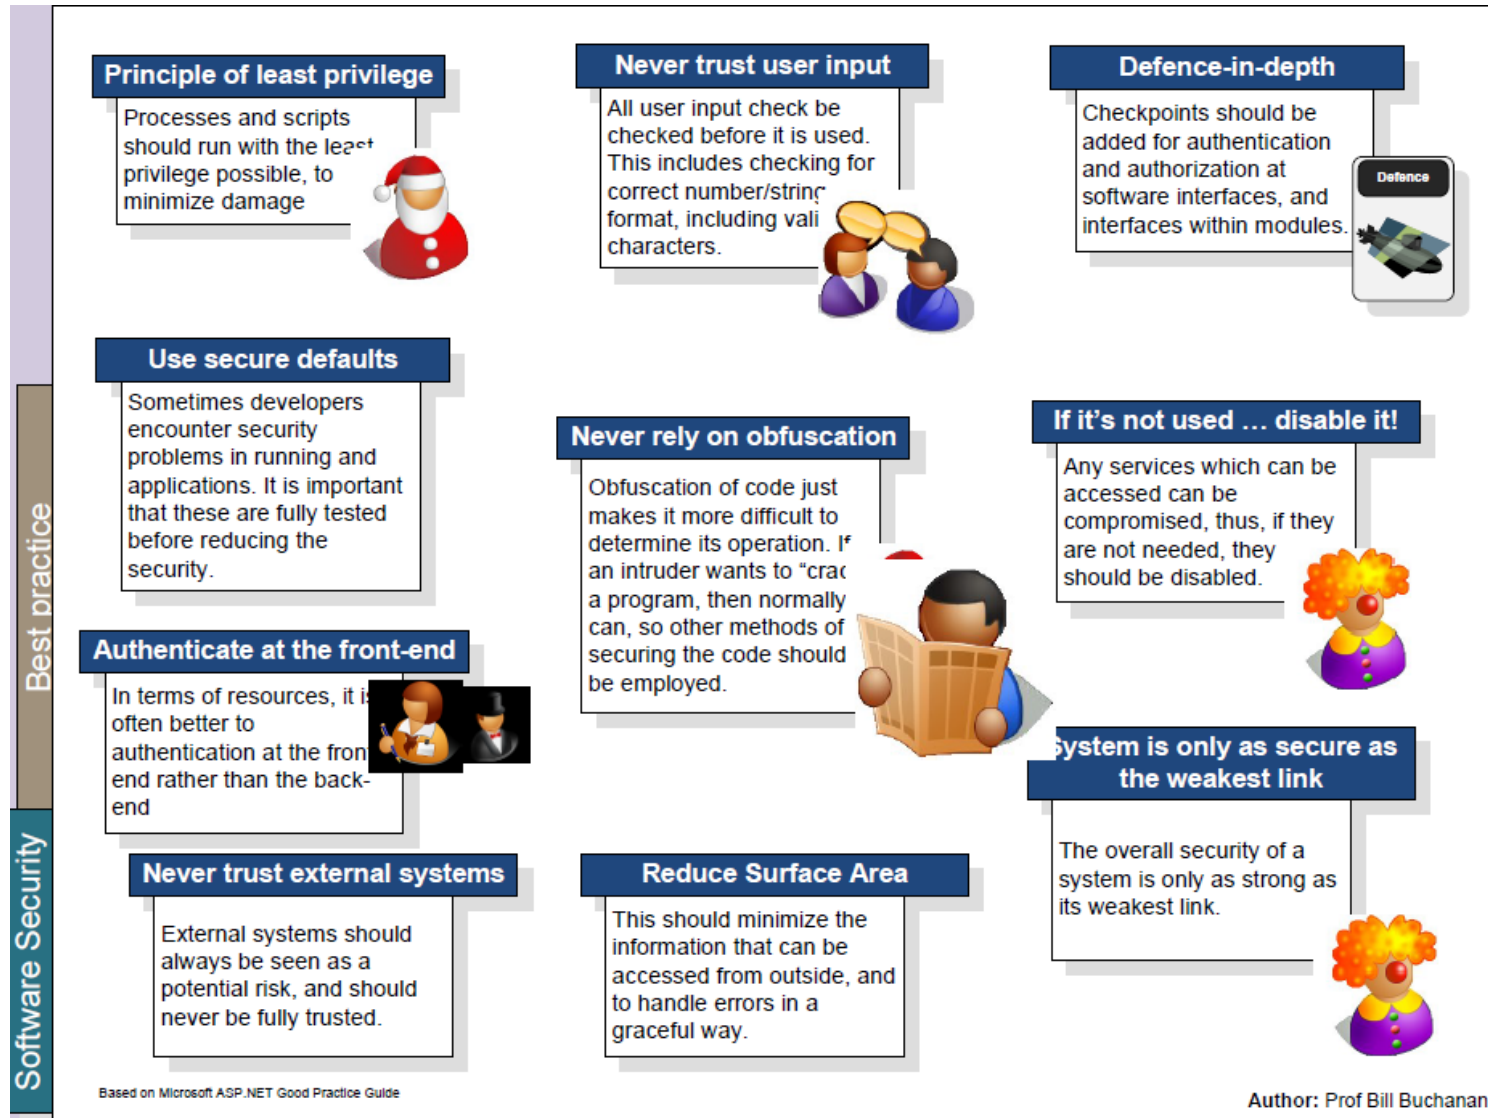 Principle of least privilege
Processes and scripts
should run with the least
privilege possible, to
minimize damage
Never trust user input
All user input check be
checked before it is used.
This includes checking for
correct number/string
format, including vali
characters.
Defence-in-depth
Checkpoints should be
added for authentication
and authorization at
software interfaces, and
interfaces within modules.
Defence
Use secure defaults
Sometimes developers
encounter security
problems in running and
applications. It is important
that these are fully tested
before reducing the
security.
Never rely on obfuscation
Obfuscation of code just
makes it more difficult to
determine its operation. If
an intruder wants to “crac
a program, then normally
can, so other methods of
securing the code should
be employed.
If it’s not used … disable it!
Any services which can be
accessed can be
compromised, thus, if they
are not needed, they
should be disabled.
Authenticate at the front-end
In terms of resources, it is
often better to
authentication at the front
end rather than the back-
end
System is only as secure as
the weakest link
The overall security of a
system is only as strong as
its weakest link.
Never trust external systems
External systems should
always be seen as a
potential risk, and should
never be fully trusted.
Reduce Surface Area
This should minimize the
information that can be
accessed from outside, and
to handle errors in a
graceful way.
Best practice
Software Security
Based on Microsoft ASP.NET Good Practice Guide
Author: Prof Bill Buchanan